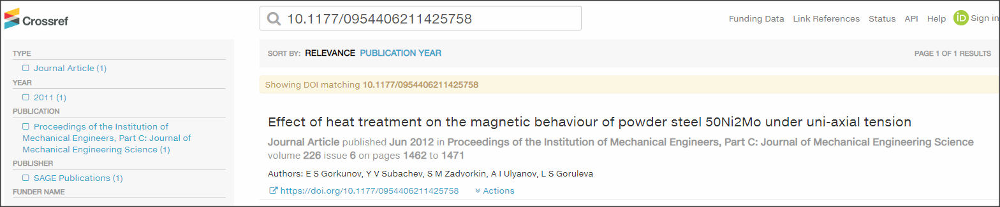 Crossref
10.1177/0954406211425758
Funding Data Link References Status API Help iD Sign in
TYPE
Journal Article (1)
YEAR
2011 (1)
PUBLICATION
Proceedings of the Institution of
Mechanical Engineers, Part C: Journal of
Mechanical Engineering Science (1)
PUBLISHER
SAGE Publications (1)
FUNDER NAME
SORT BY: RELEVANCE PUBLICATION YEAR
PAGE 1 OF 1 RESULTS
Showing DOI matching 10.1177/0954406211425758
Effect of heat treatment on the magnetic behaviour of powder steel 50Ni2Mo under uni-axial tension
Journal Article published Jun 2012 in Proceedings of the Institution of Mechanical Engineers, Part C: Journal of Mechanical Engineering Science
volume 226 issue 6 on pages 1462 to 1471
Authors: E S Gorkunov, Y V Subachev, S M Zadvorkin, A I Ulyanov, L S Goruleva
https://doi.org/10.1177/0954406211425758 Actions